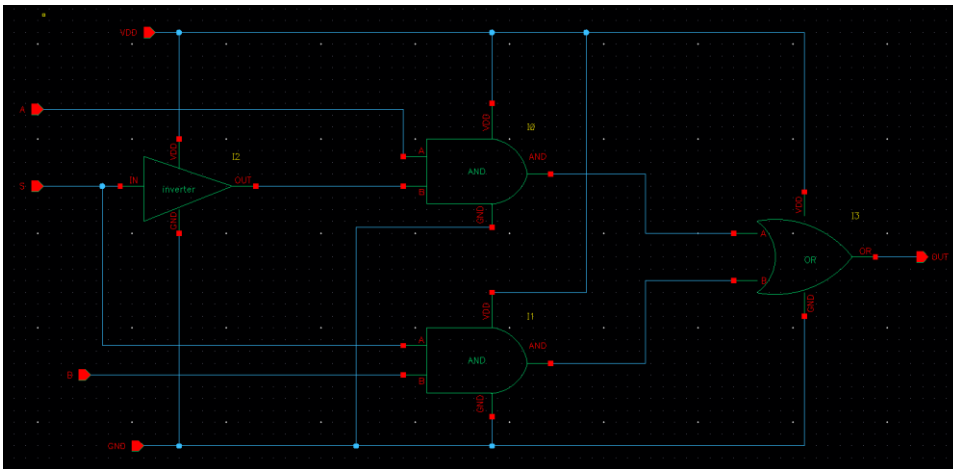 VDD
A
I0
VDD
A
AND
AND
B
GND
I2
VDD
S
IN
inverter
OUT
GND
I3
VDD
A
OR
OR
B
GND
OUT
I1
VDD
A
AND
AND
B
GND
B
GND